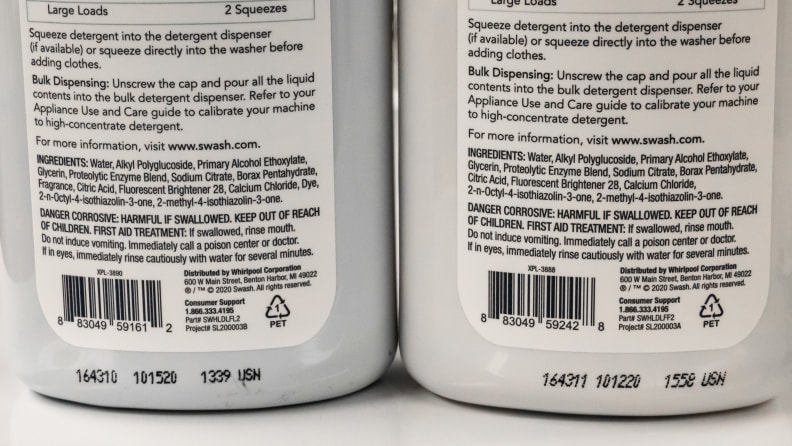 Large Loads 2 Squeezes
Squeeze detergent into the detergent dispenser
(if available) or squeeze directly into the washer before
adding clothes.
Bulk Dispensing: Unscrew the cap and pour all the liquid
contents into the bulk detergent dispenser. Refer to your
Appliance Use and Care guide to calibrate your machine
to high-concentrate detergent.
For more information, visit www.swash.com.
INGREDIENTS: Water, Alkyl Polyglucoside, Primary Alcohol Ethoxylate,
Glycerin, Proteolytic Enzyme Blend, Sodium Citrate, Borax Pentahydrate,
Fragrance, Citric Acid, Fluorescent Brightener 28, Calcium Chloride, Dye,
2-n-Octyl-4-isothiazolin-3-one, 2-methyl-4-isothiazolin-3-one.
DANGER CORROSIVE: HARMFUL IF SWALLOWED. KEEP OUT OF REACH
OF CHILDREN. FIRST AID TREATMENT: If swallowed, rinse mouth.
Do not induce vomiting. Immediately call a poison center or doctor.
If in eyes, immediately rinse cautiously with water for several minutes.
XPL-3890
8 83049 59161 2
Distributed by Whirlpool Corporation
600 W Main Street, Benton Harbor, MI 49022
® / ™ © 2020 Swash. All rights reserved.
Consumer Support
1.866.333.4195
Part# SWHLDLFL2
Project# SL200003B
1
PET
164310 101520 1339 USN
Large Loads 2 Squeezes
Squeeze detergent into the detergent dispenser
(if available) or squeeze directly into the washer before
adding clothes.
Bulk Dispensing: Unscrew the cap and pour all the liquid
contents into the bulk detergent dispenser. Refer to your
Appliance Use and Care guide to calibrate your machine
to high-concentrate detergent.
For more information, visit www.swash.com.
INGREDIENTS: Water, Alkyl Polyglucoside, Primary Alcohol Ethoxylate,
Glycerin, Proteolytic Enzyme Blend, Sodium Citrate, Borax Pentahydrate,
Citric Acid, Fluorescent Brightener 28, Calcium Chloride,
2-n-Octyl-4-isothiazolin-3-one, 2-methyl-4-isothiazolin-3-one.
DANGER CORROSIVE: HARMFUL IF SWALLOWED. KEEP OUT OF REACH
OF CHILDREN. FIRST AID TREATMENT: If swallowed, rinse mouth.
Do not induce vomiting. Immediately call a poison center or doctor.
If in eyes, immediately rinse cautiously with water for several minutes.
XPL-3888
8 83049 59242 8
Distributed by Whirlpool Corporation
600 W Main Street, Benton Harbor, MI 49022
® / ™ © 2020 Swash. All rights reserved.
Consumer Support
1.866.333.4195
Part# SWHLDLFF2
Project# SL200003A
1
PET
164311 101220 1558 USN